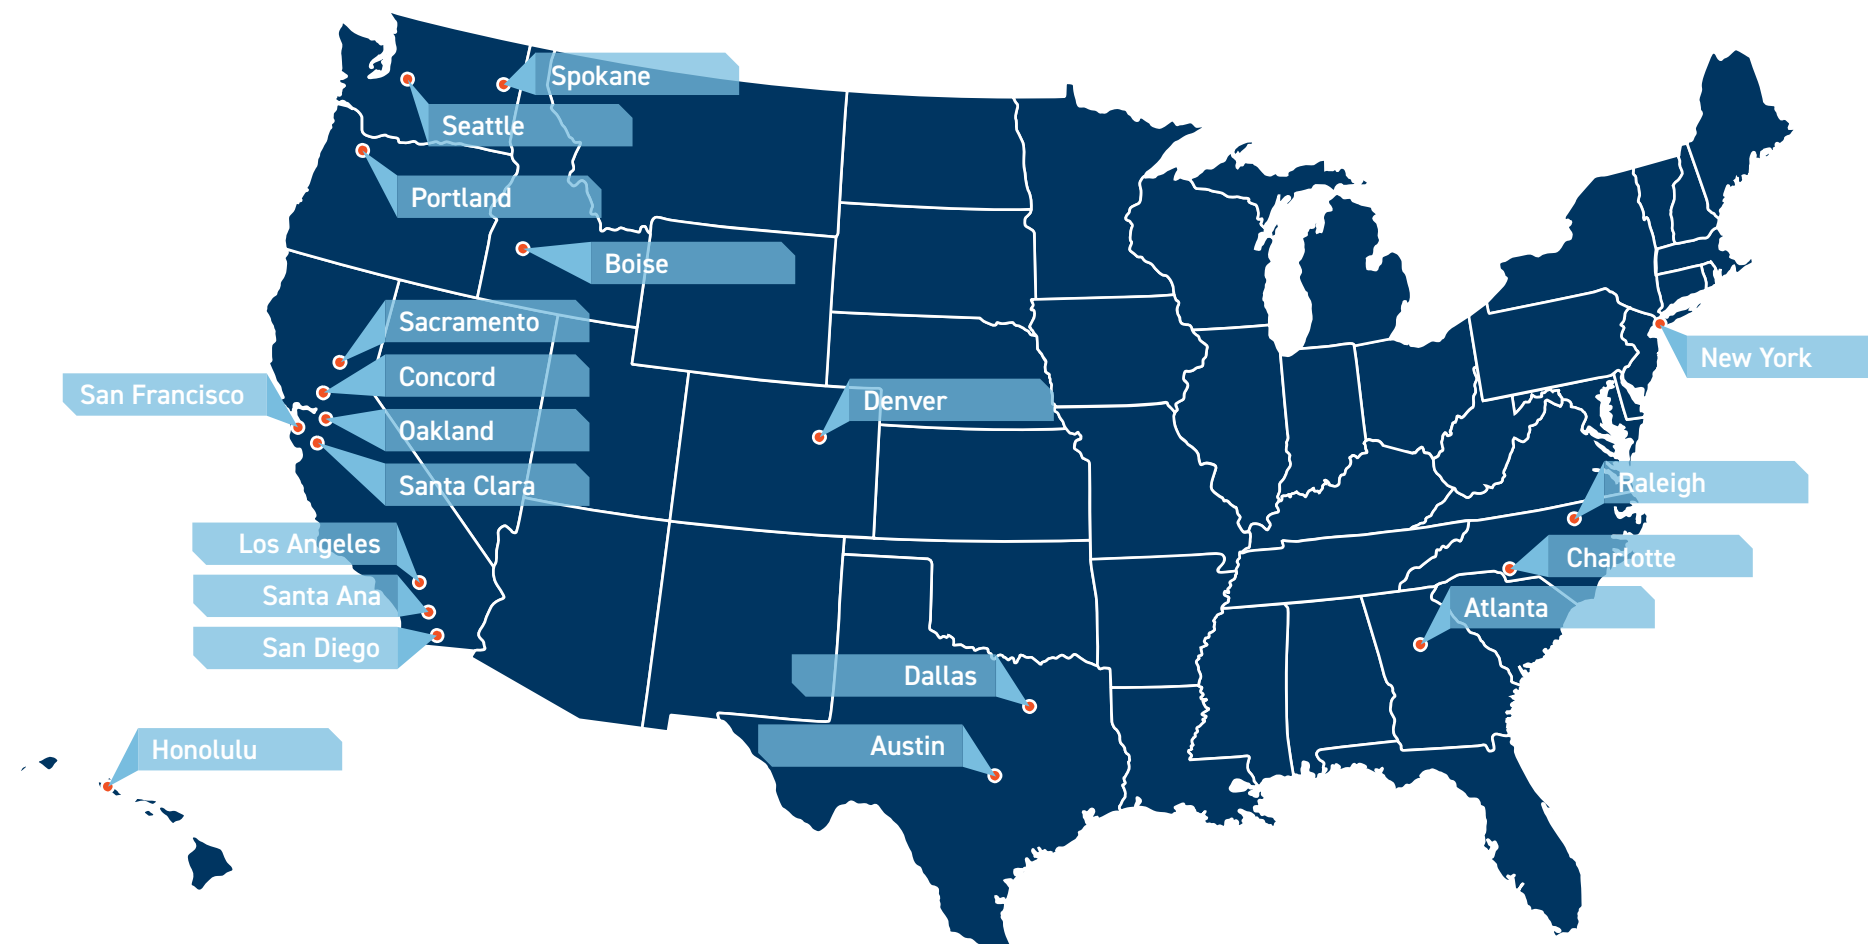 Spokane
Seattle
Portland
Boise
Sacramento
New York
Concord
San Francisco
Denver
Oakland
Raleigh
Santa Clara
Los Angeles
Charlotte
Santa Ana
Atlanta
San Diego
Dallas
Austin
Honolulu